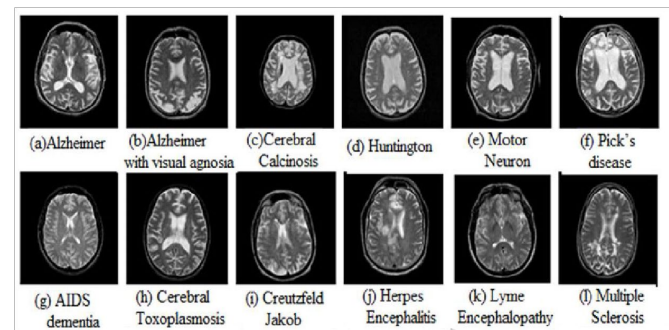 (a)Alzheimer
(b)Alzheimer
with visual agnosia
(c)Cerebral
Calcinosis
(d) Huntington
(e) Motor
Neuron
(f) Pick's
disease
(g) AIDS
dementia
(h) Cerebral
Toxoplasmosis
(i) Creutzfeld
Jakob
(j) Herpes
Encephalitis
(k) Lyme
Encephalopathy
(l) Multiple
Sclerosis